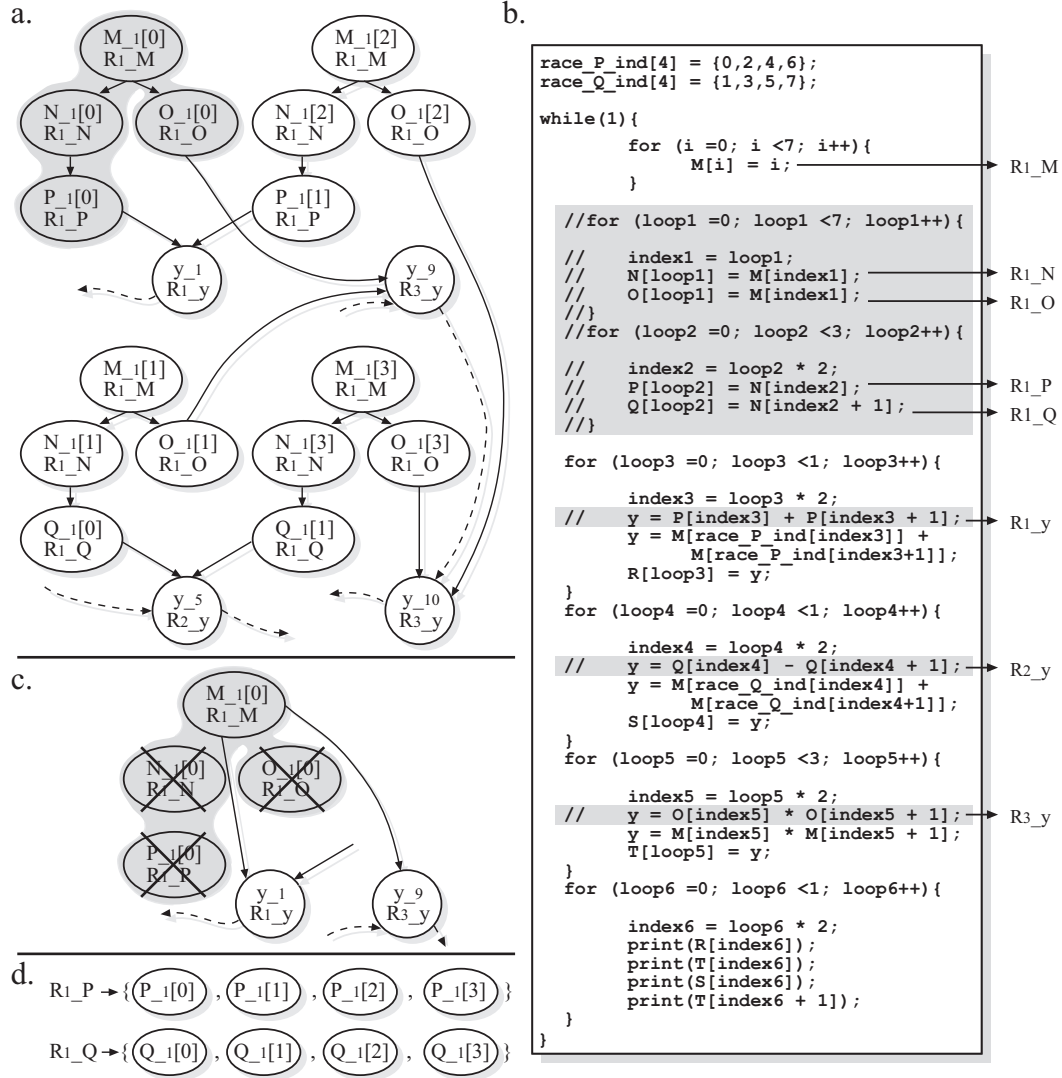 a.
M_1[0]
R1_M
M_1[2]
R1_M
N_1[0]
R1_N
O_1[0]
R1_O
N_1[2]
R1_N
O_1[2]
R1_O
P_1[0]
R1_P
P_1[1]
R1_P
y_1
R1_y
y_9
R3_y
M_1[1]
R1_M
M_1[3]
R1_M
N_1[1]
R1_N
O_1[1]
R1_O
N_1[3]
R1_N
O_1[3]
R1_O
Q_1[0]
R1_Q
Q_1[1]
R1_Q
y_5
R2_y
y_10
R3_y
b.
race_P_ind[4] = {0,2,4,6};
race_Q_ind[4] = {1,3,5,7};
while(1){
for (i =0; i <7; i++){
M[i] = i; R1_M
}
//for (loop1 =0; loop1 <7; loop1++){
// index1 = loop1;
// N[loop1] = M[index1]; R1_N
// O[loop1] = M[index1]; R1_O
//}
//for (loop2 =0; loop2 <3; loop2++){
// index2 = loop2 * 2;
// P[loop2] = N[index2]; R1_P
// Q[loop2] = N[index2 + 1]; R1_Q
//}
for (loop3 =0; loop3 <1; loop3++){
index3 = loop3 * 2;
// y = P[index3] + P[index3 + 1]; R1_y
y = M[race_P_ind[index3]] +
M[race_P_ind[index3+1]];
R[loop3] = y;
}
for (loop4 =0; loop4 <1; loop4++){
index4 = loop4 * 2;
// y = Q[index4] - Q[index4 + 1]; R2_y
y = M[race_Q_ind[index4]] +
M[race_Q_ind[index4+1]];
S[loop4] = y;
}
for (loop5 =0; loop5 <3; loop5++){
index5 = loop5 * 2;
// y = O[index5] * O[index5 + 1]; R3_y
y = M[index5] * M[index5 + 1];
T[loop5] = y;
}
for (loop6 =0; loop6 <1; loop6++){
index6 = loop6 * 2;
print(R[index6]);
print(T[index6]);
print(S[index6]);
print(T[index6 + 1]);
}
}
c.
M_1[0]
R1_M
N_1[0]
R1_N
O_1[0]
R1_O
P_1[0]
R1_P
y_1
R1_y
y_9
R3_y
d.
R1_P { P_1[0] , P_1[1] , P_1[2] , P_1[3] }
R1_Q { Q_1[0] , Q_1[1] , Q_1[2] , Q_1[3] }